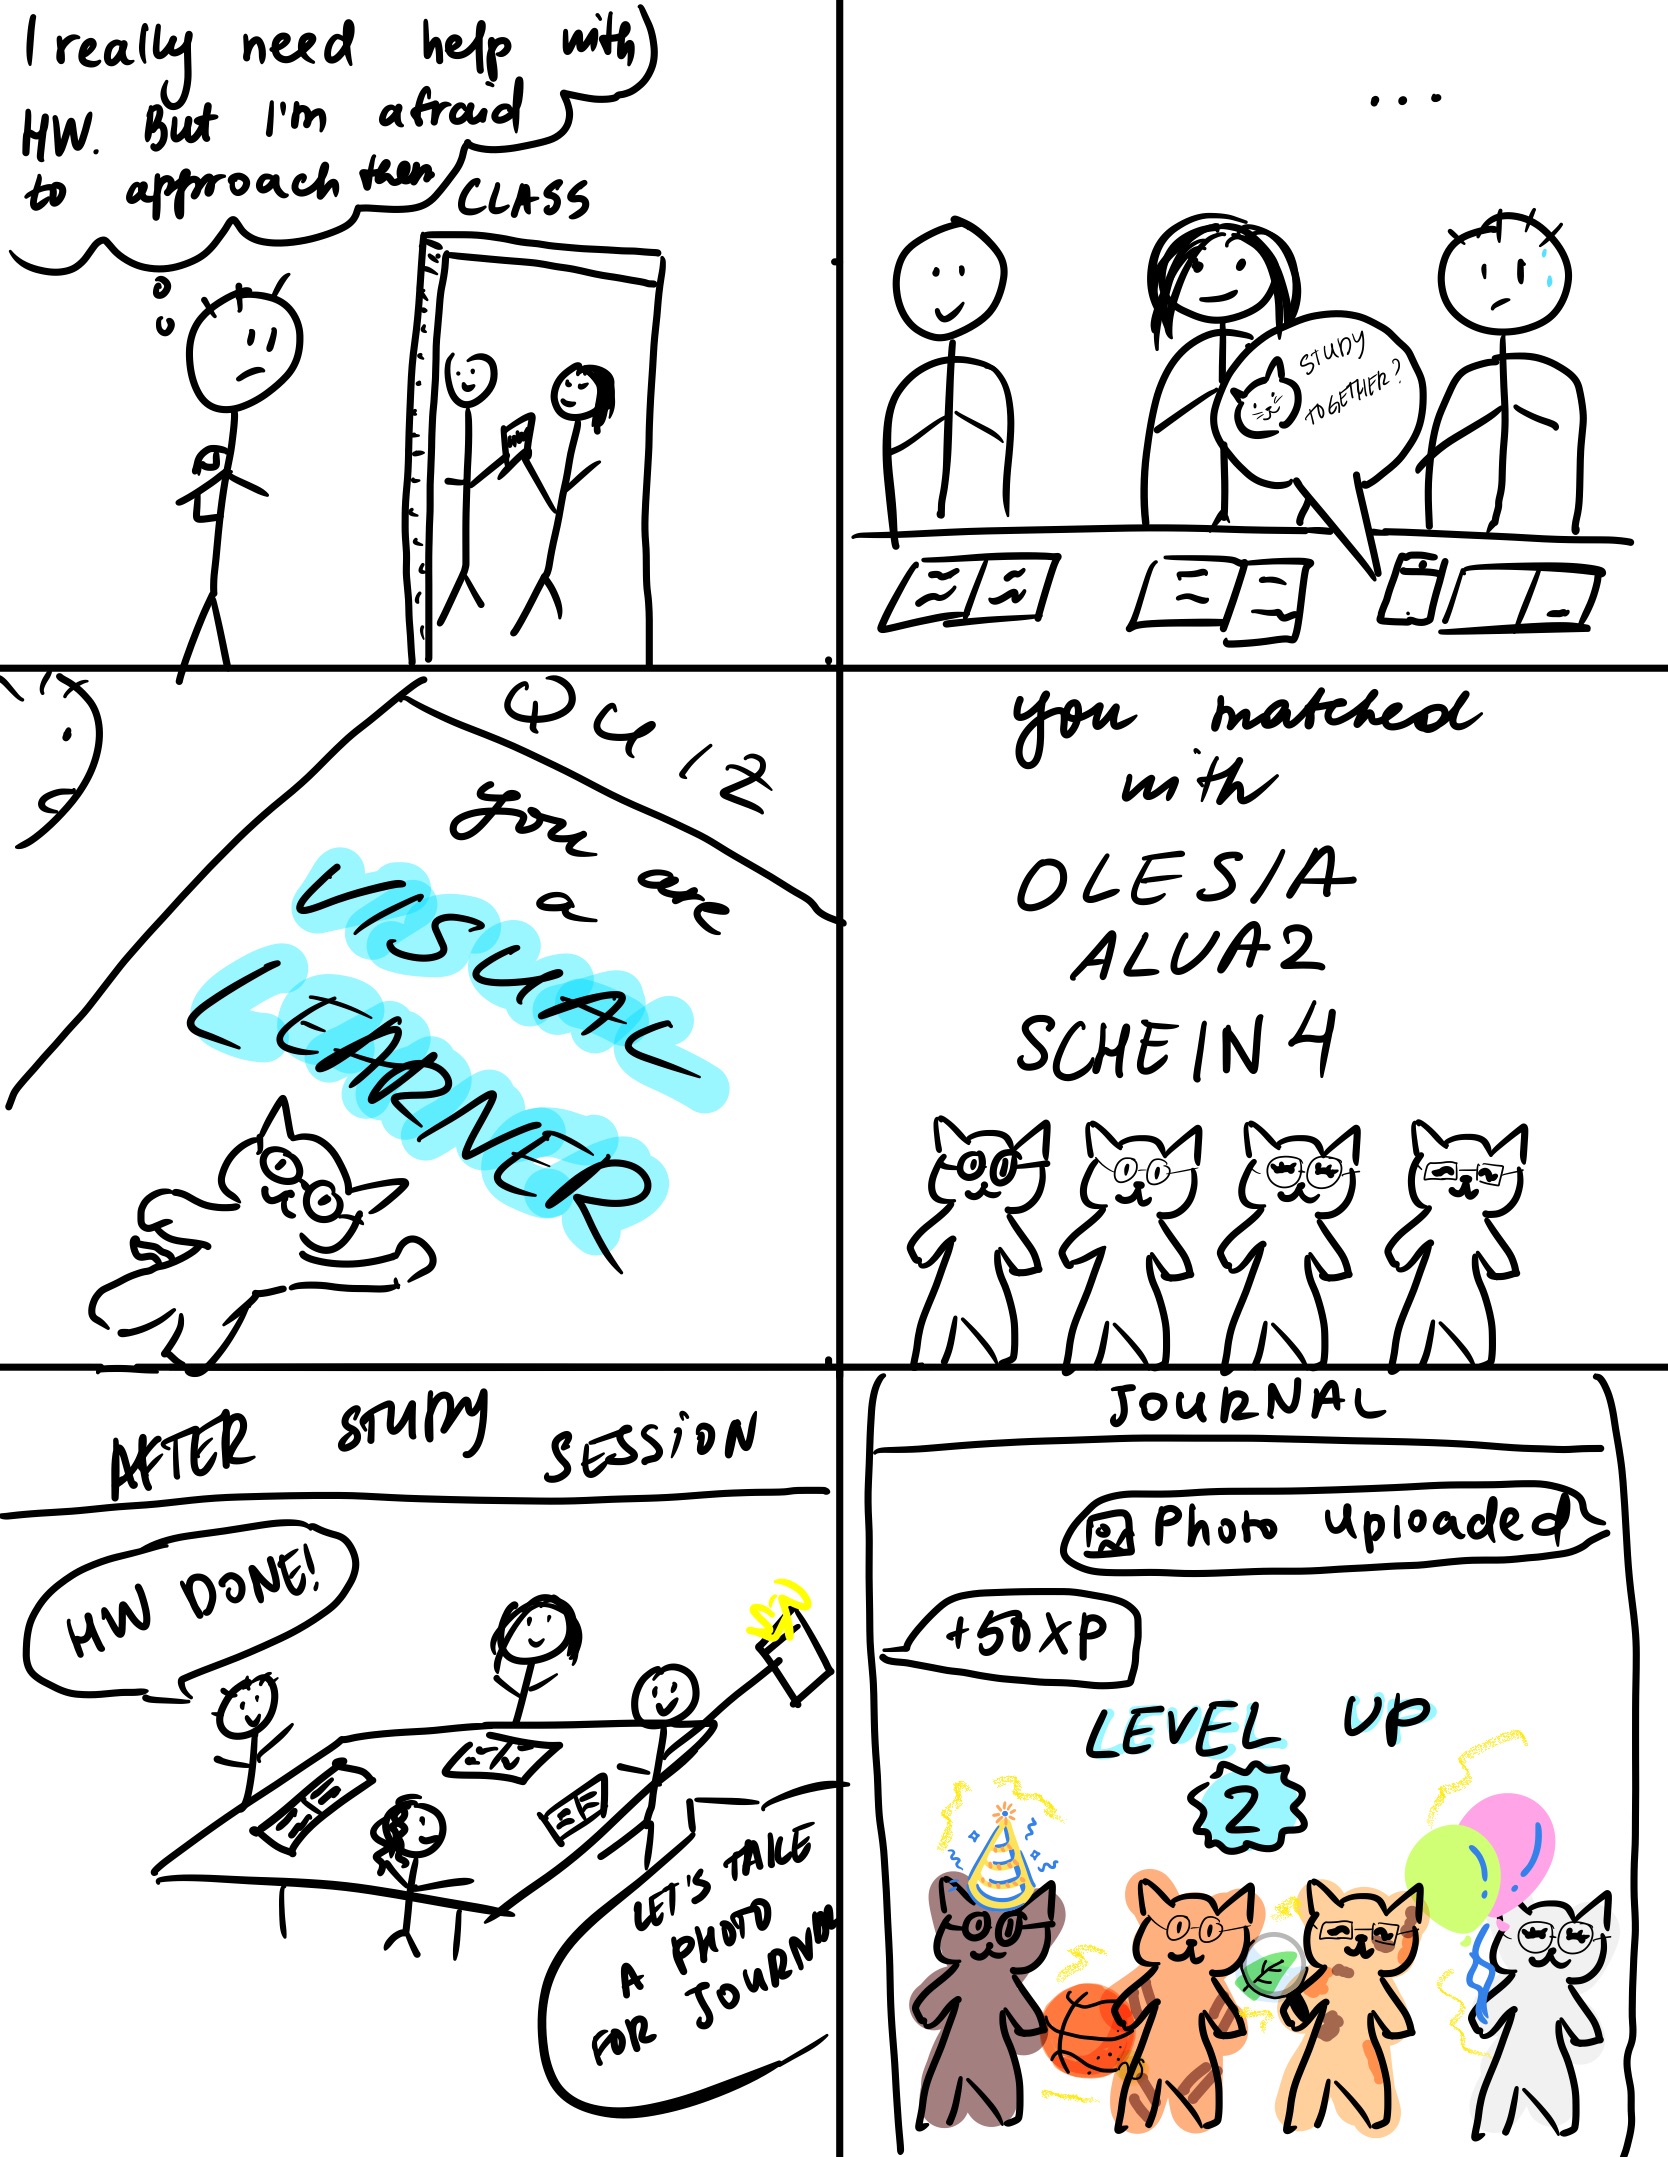 I really need help with
HW. But I'm afraid
to approach them
CLASS
...
STUDY
TOGETHER?
QUIZ
you are
a
VISUAL
LEARNER
you matched
with
OLESIA
ALUA2
SCHEIN4
AFTER STUDY SESSION
HW DONE!
LET'S TAKE
A PHOTO
FOR JOURNAL
JOURNAL
Photo uploaded
+50XP
LEVEL UP
2